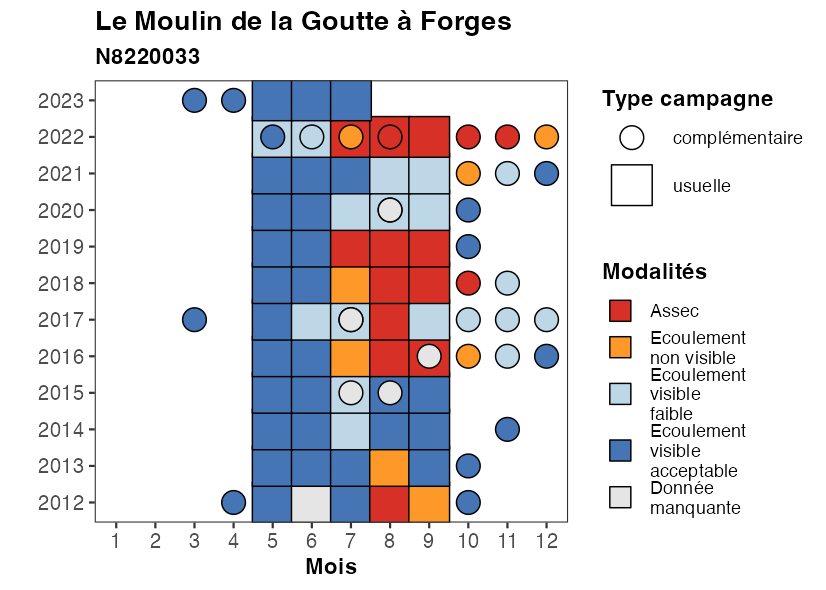 Le Moulin de la Goutte à Forges
N8220033
2023
2022
2021
2020
2019
2018
2017
2016
2015
2014
2013
2012
1 2 3 4 5 6 7 8 9 10 11 12
Mois
Type campagne
complémentaire
usuelle
Modalités
Assec
Ecoulement
non visible
Ecoulement
visible
faible
Ecoulement
visible
acceptable
Donnée
manquante